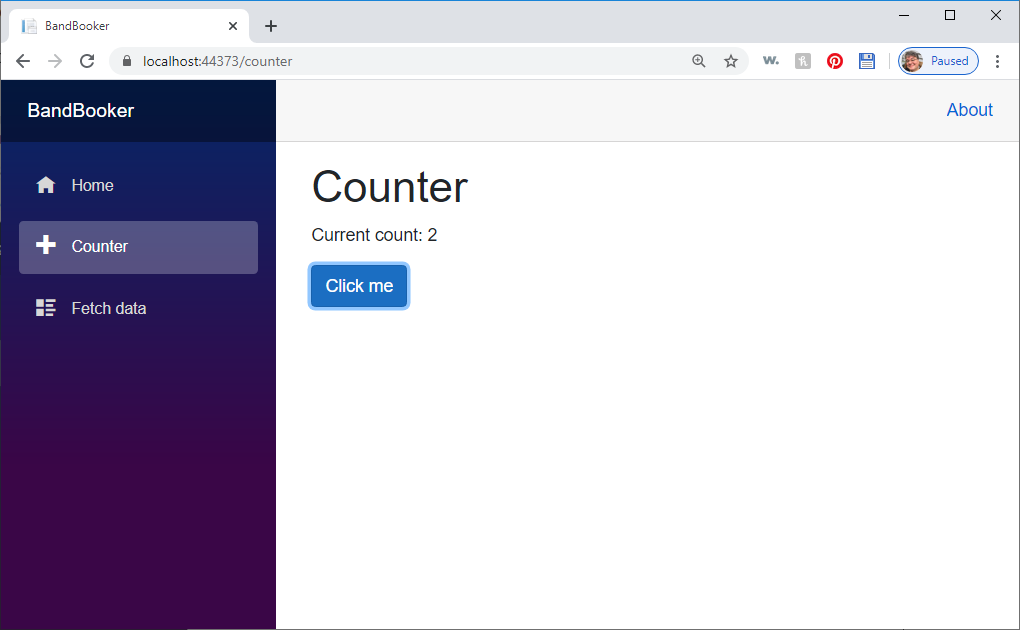 BandBooker
localhost:44373/counter
w.
Paused
BandBooker
About
Home
Counter
Fetch data
Counter
Current count: 2
Click me